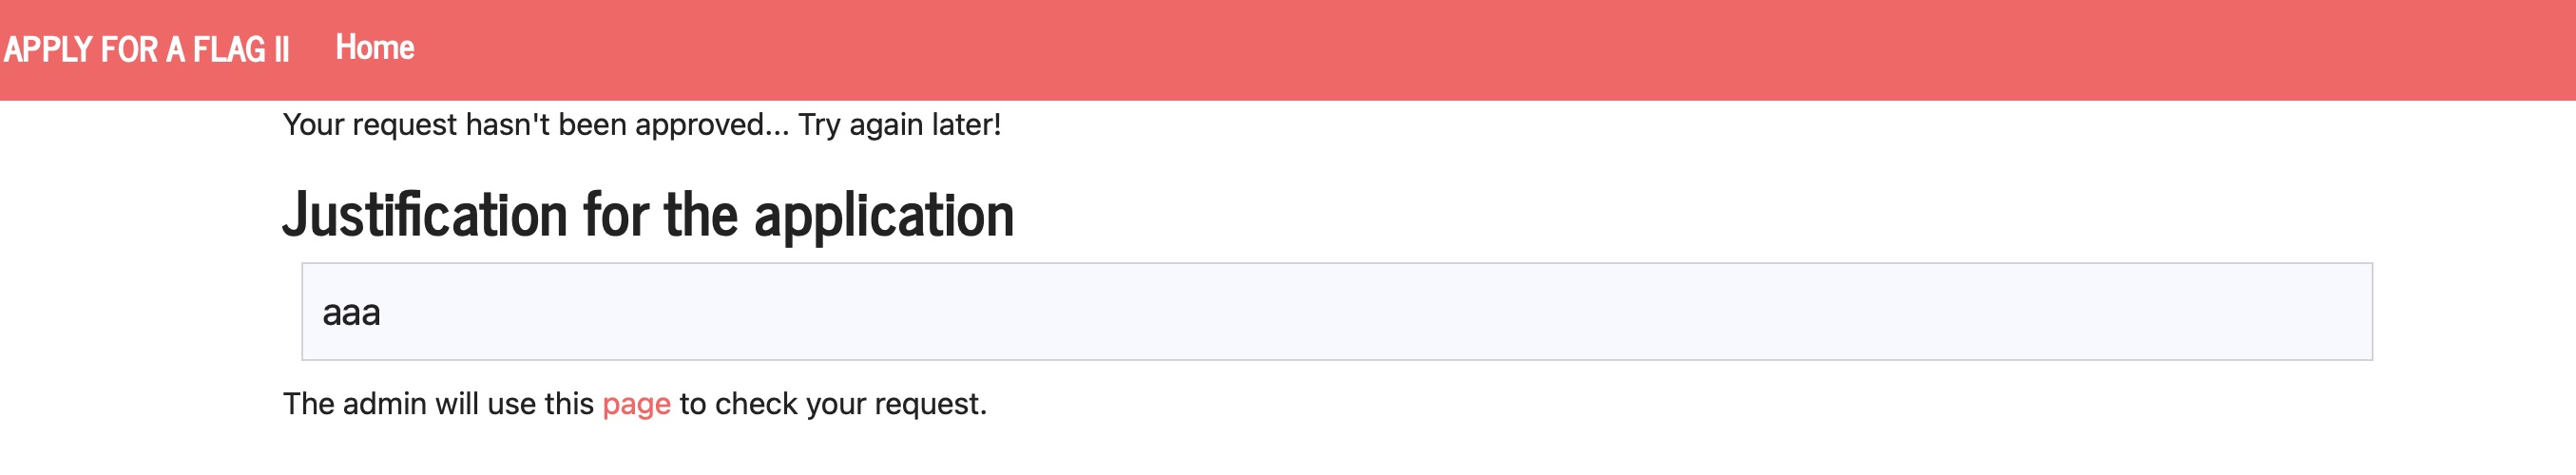 APPLY FOR A FLAG II Home
Your request hasn't been approved... Try again later!
Justification for the application
aaa
The admin will use this page to check your request.